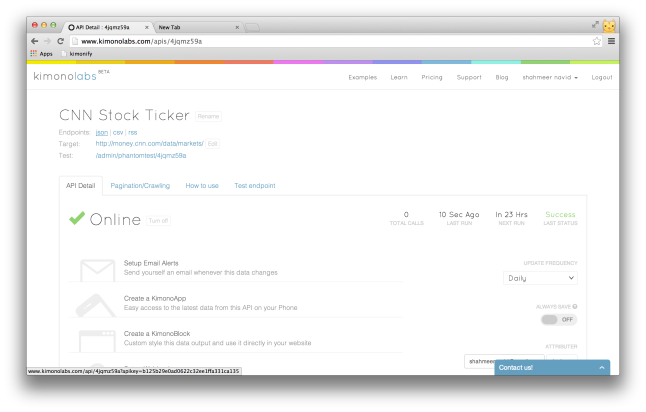 API Detail : 4jqmz59a
New Tab
www.kimonolabs.com/apis/4jqmz59a
Apps
kimonify
kimonolabs BETA
Examples Learn Pricing Support Blog shahmeer navid Logout
CNN Stock Ticker Rename
Endpoints: json | csv | rss
Target: http://money.cnn.com/data/markets/ Edit
Test: /admin/phantomtest/4jqmz59a
API Detail Pagination/Crawling How to use Test endpoint
Online Turn off
0 10 Sec Ago In 23 Hrs Success
TOTAL CALLS LAST RUN NEXT RUN LAST STATUS
Setup Email Alerts
Send yourself an email whenever this data changes
UPDATE FREQUENCY
Daily
Create a KimonoApp
Easy access to the latest data from this API on your Phone
ALWAYS SAVE
OFF
Create a KimonoBlock
Custom style this data output and use it directly in your website
ATTRIBUTER
Contact us!
www.kimonolabs.com/api/4jqmz59a?apikey=b125b29e0ad0622c32ee1ffa331ca135